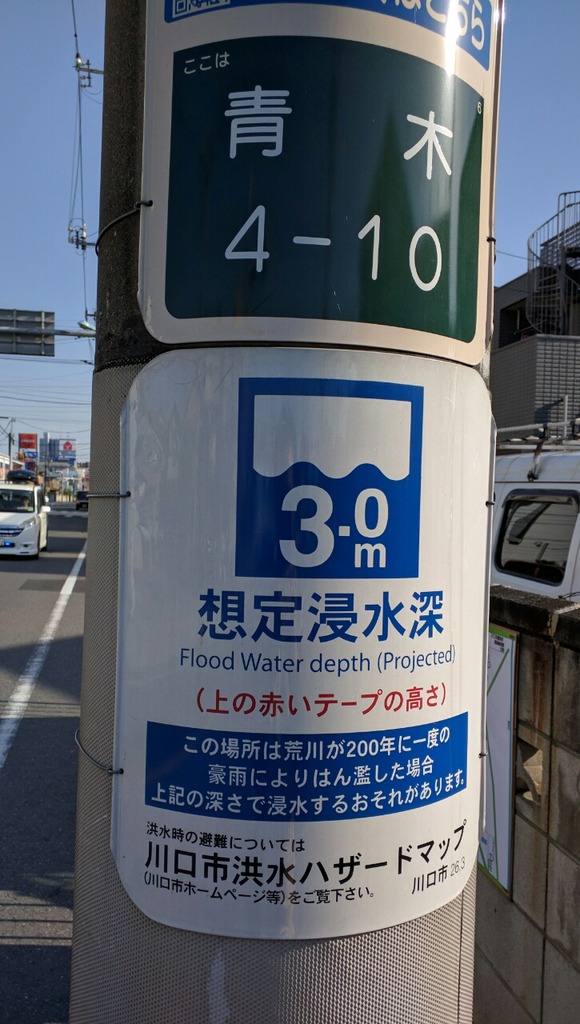 はこちら
ここは
6
青木
4-10
3.0
m
想定浸水深
Flood Water depth (Projected)
(上の赤いテープの高さ)
この場所は荒川が200年に一度の
豪雨によりはん濫した場合
上記の深さで浸水するおそれがあります。
洪水時の避難については
川口市洪水ハザードマップ
(川口市ホームページ等)をご覧下さい。
川口市 26.3